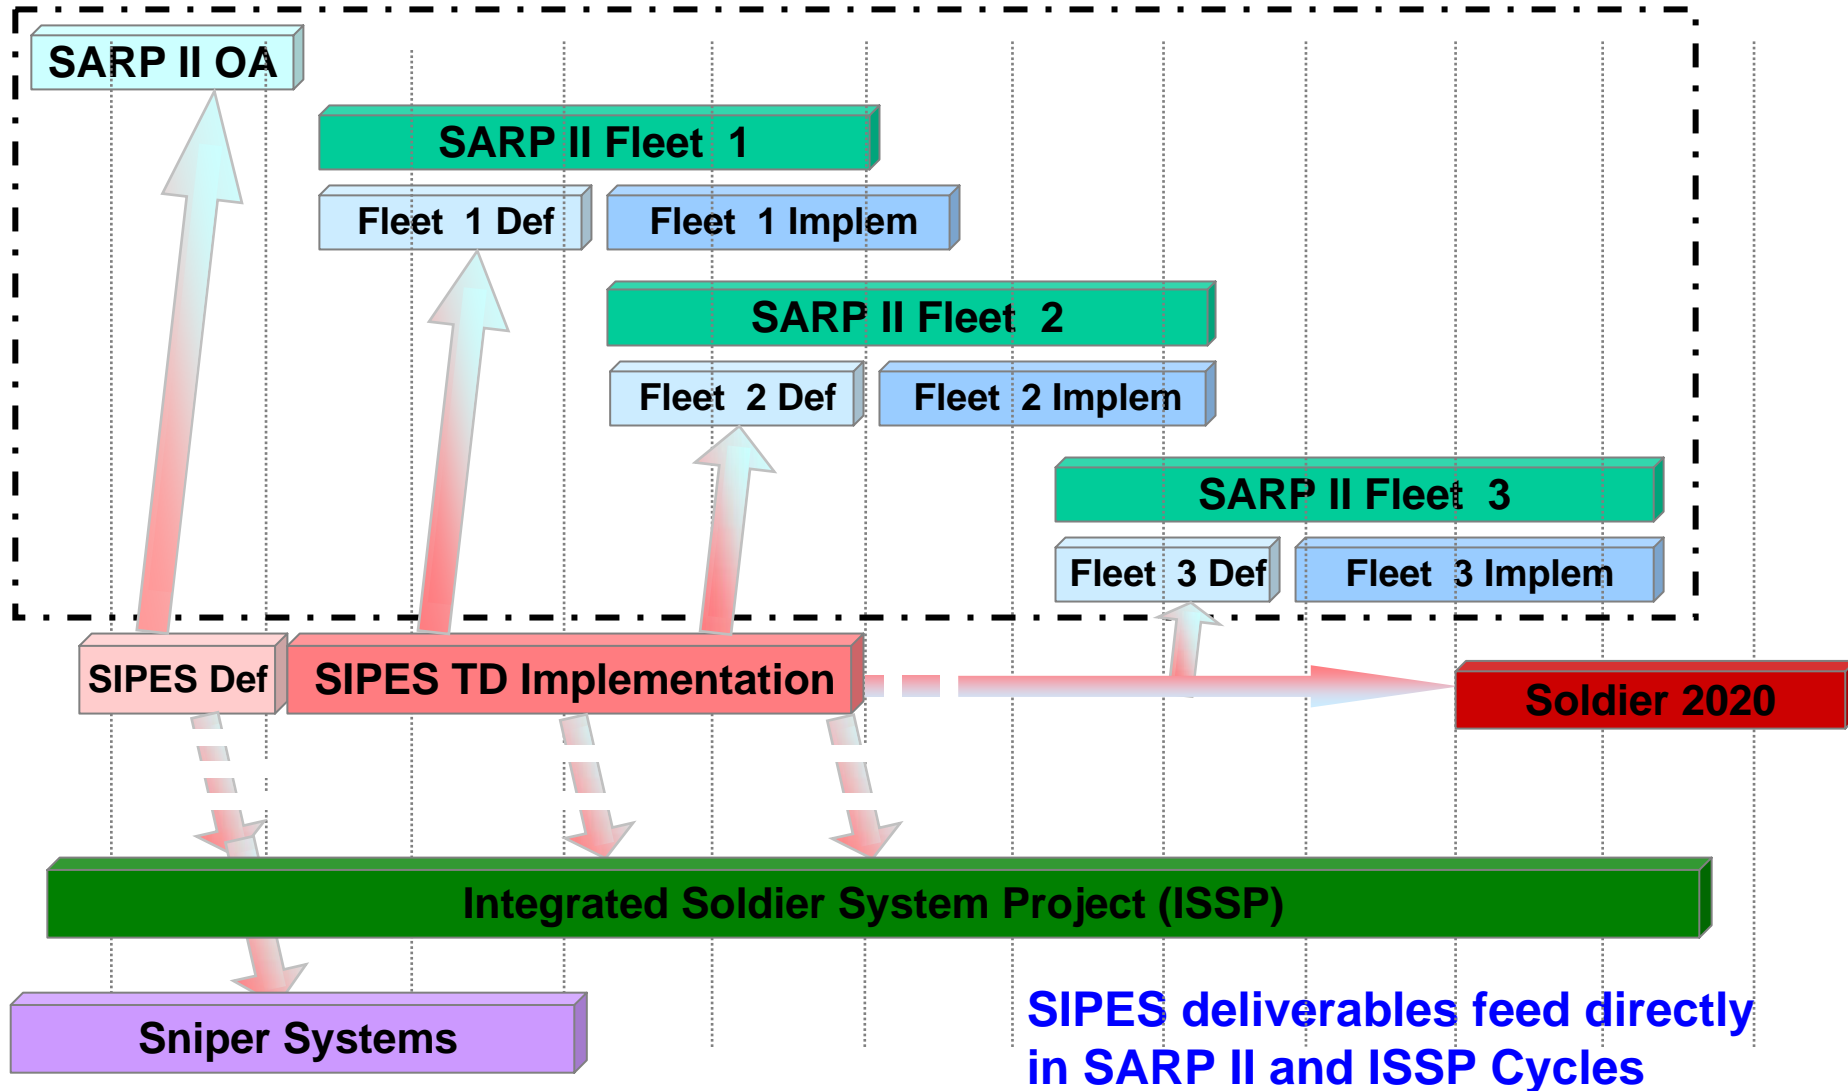 SARP II OA
SARP II Fleet 1
Fleet 1 Def
Fleet 1 Implem
SARP II Fleet 2
Fleet 2 Def
Fleet 2 Implem
SARP II Fleet 3
Fleet 3 Def
Fleet 3 Implem
SIPES Def
SIPES TD Implementation
Soldier 2020
Integrated Soldier System Project (ISSP)
Sniper Systems
SIPES deliverables feed directly
in SARP II and ISSP Cycles